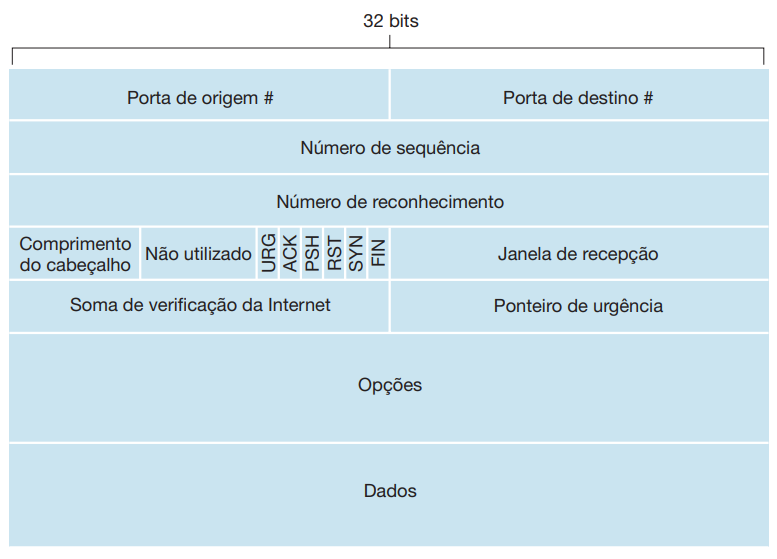 32 bits
Porta de origem #
Porta de destino #
Número de sequência
Número de reconhecimento
Comprimento
do cabeçalho
Não utilizado
URG
ACK
PSH
RST
SYN
FIN
Janela de recepção
Soma de verificação da Internet
Ponteiro de urgência
Opções
Dados